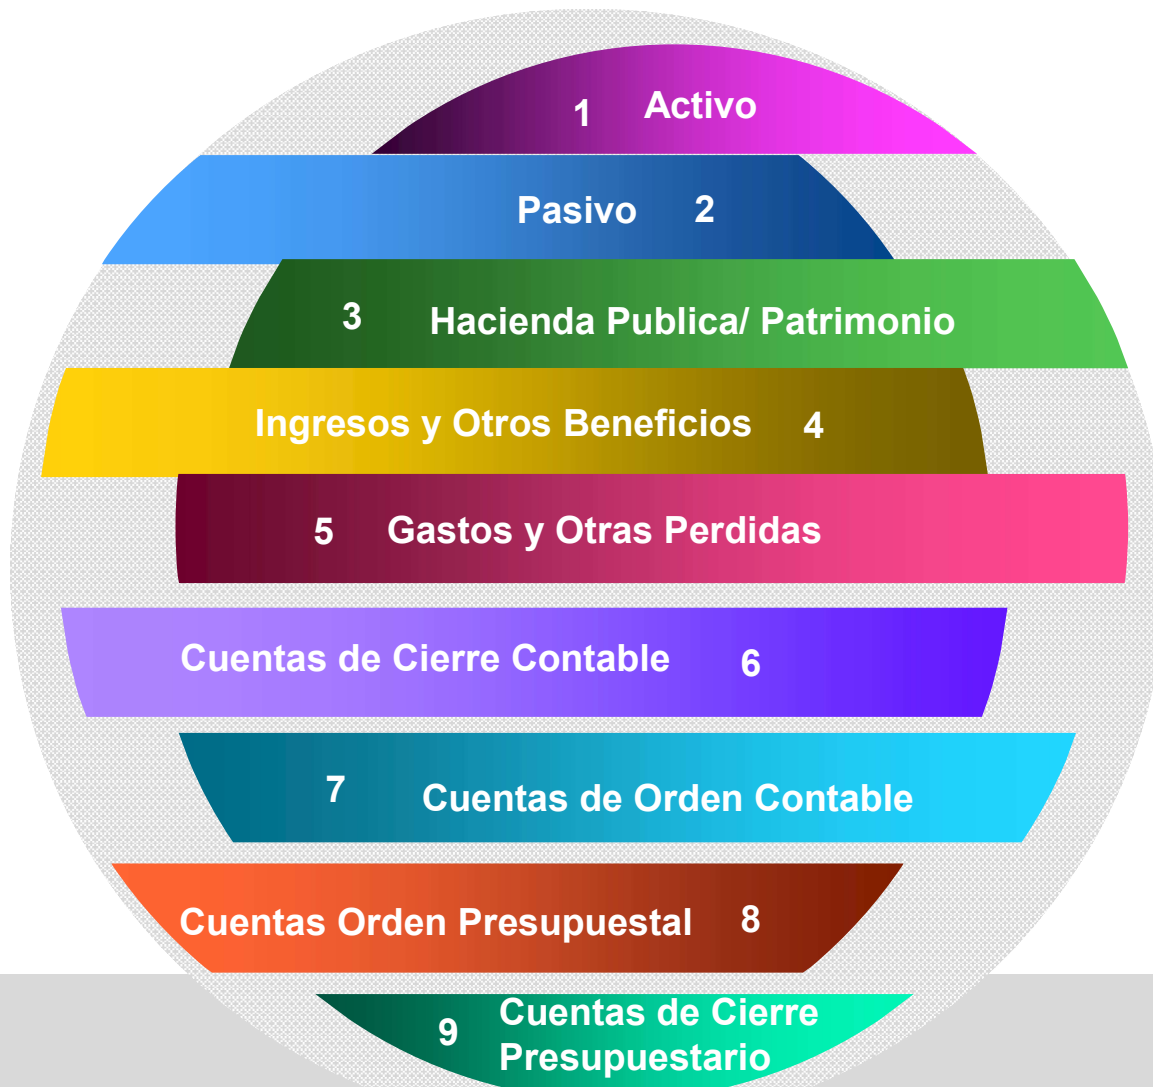 1 Activo
Pasivo 2
3 Hacienda Publica/ Patrimonio
Ingresos y Otros Beneficios 4
5 Gastos y Otras Perdidas
Cuentas de Cierre Contable 6
7 Cuentas de Orden Contable
Cuentas Orden Presupuestal 8
9 Cuentas de Cierre
Presupuestario